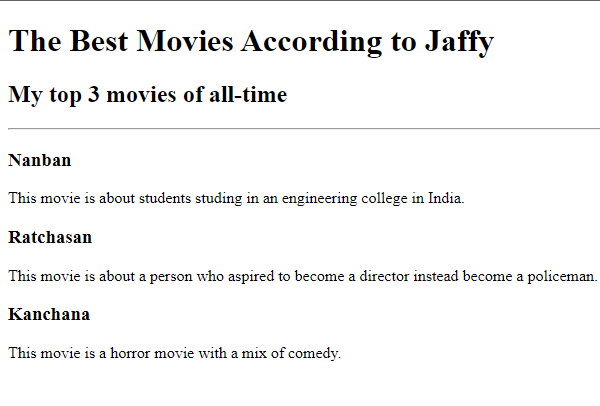 The Best Movies According to Jaffy
My top 3 movies of all-time
Nanban
This movie is about students studing in an engineering college in India.
Ratchasan
This movie is about a person who aspired to become a director instead become a policeman.
Kanchana
This movie is a horror movie with a mix of comedy.